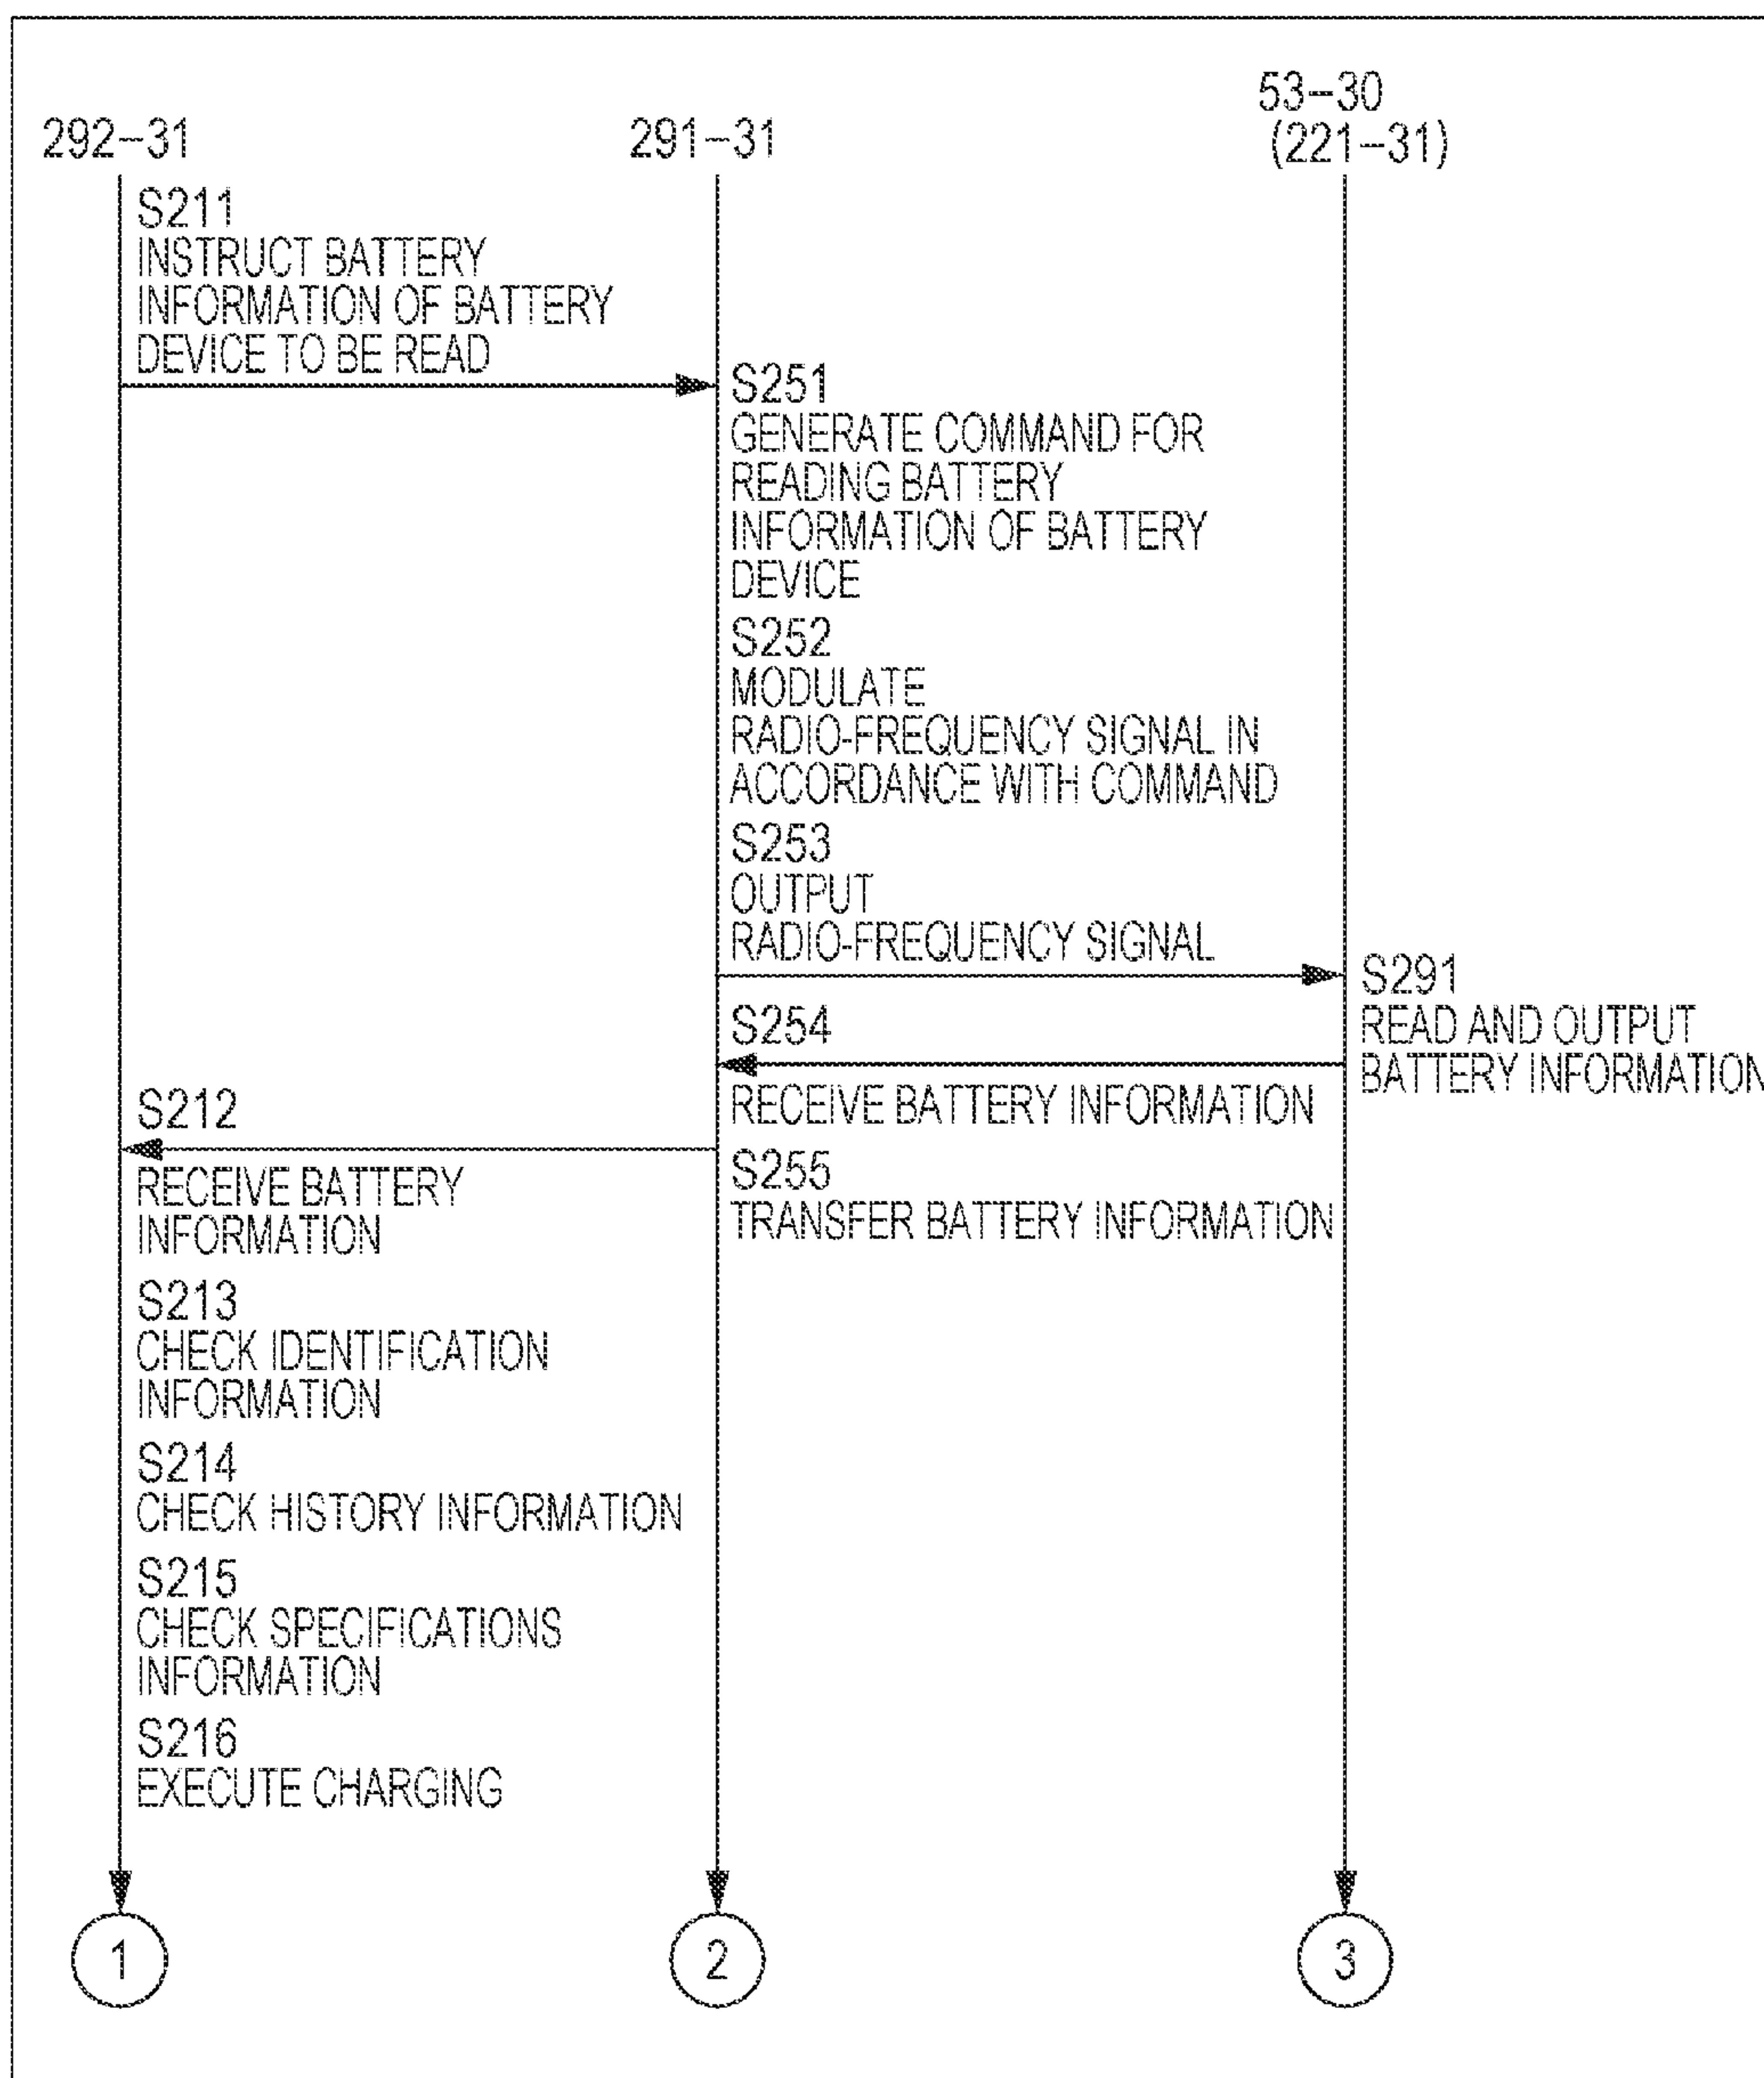 292-31
291-31
53-30
(221-31)
S211
INSTRUCT BATTERY
INFORMATION OF BATTERY
DEVICE TO BE READ
S251
GENERATE COMMAND FOR
READING BATTERY
INFORMATION OF BATTERY
DEVICE
S252
MODULATE
RADIO-FREQUENCY SIGNAL IN
ACCORDANCE WITH COMMAND
S253
OUTPUT
RADIO-FREQUENCY SIGNAL
S291
READ AND OUTPUT
BATTERY INFORMATION
S254
RECEIVE BATTERY INFORMATION
S212
RECEIVE BATTERY
INFORMATION
S255
TRANSFER BATTERY INFORMATION
S213
CHECK IDENTIFICATION
INFORMATION
S214
CHECK HISTORY INFORMATION
S215
CHECK SPECIFICATIONS
INFORMATION
S216
EXECUTE CHARGING
1
2
3